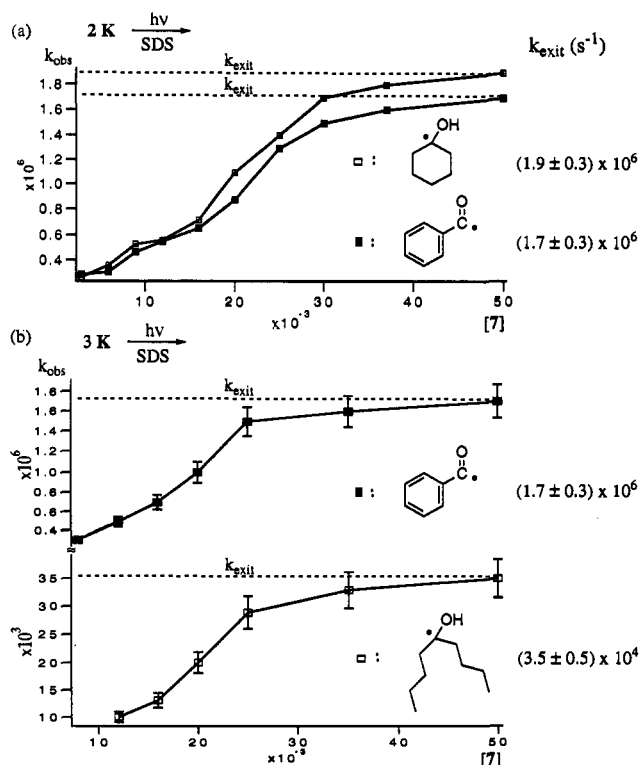 (a) 2 K hν SDS
k_obs k_exit (s⁻¹)
k_exit
1.8
k_exit
1.6
1.4
1.2
x10⁶
1.0
0.8
0.6
0.4
OH
□ : (1.9 ± 0.3) x 10⁶
O
■ : (1.7 ± 0.3) x 10⁶
10 20 30 40 50
x10⁻³ [7]
(b) 3 K hν SDS
k_obs
k_exit
1.6
1.4
1.2
x10⁶
1.0
0.8
0.6
0.4
O
■ : (1.7 ± 0.3) x 10⁶
k_exit
35
30
25
x10³
20
15
10
OH
□ : (3.5 ± 0.5) x 10⁴
10 20 30 40 50
x10⁻³ [7]